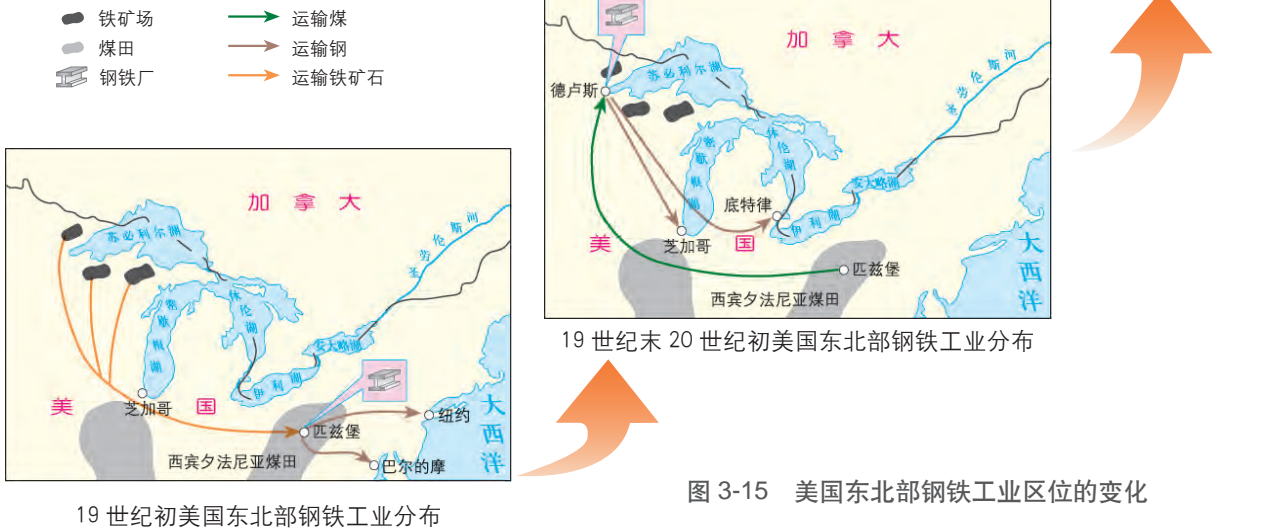 铁矿场 运输煤
煤田 运输钢
钢铁厂 运输铁矿石
加拿大
苏必利尔湖
圣劳伦斯河
德卢斯
密歇根湖
休伦湖
安大略湖
底特律
伊利湖
美国
芝加哥
匹兹堡
西宾夕法尼亚煤田
大西洋
19 世纪末 20 世纪初美国东北部钢铁工业分布
加拿大
苏必利尔湖
圣劳伦斯河
密歇根湖
休伦湖
安大略湖
伊利湖
美国
芝加哥
匹兹堡
纽约
西宾夕法尼亚煤田
巴尔的摩
大西洋
19 世纪初美国东北部钢铁工业分布
图 3-15 美国东北部钢铁工业区位的变化